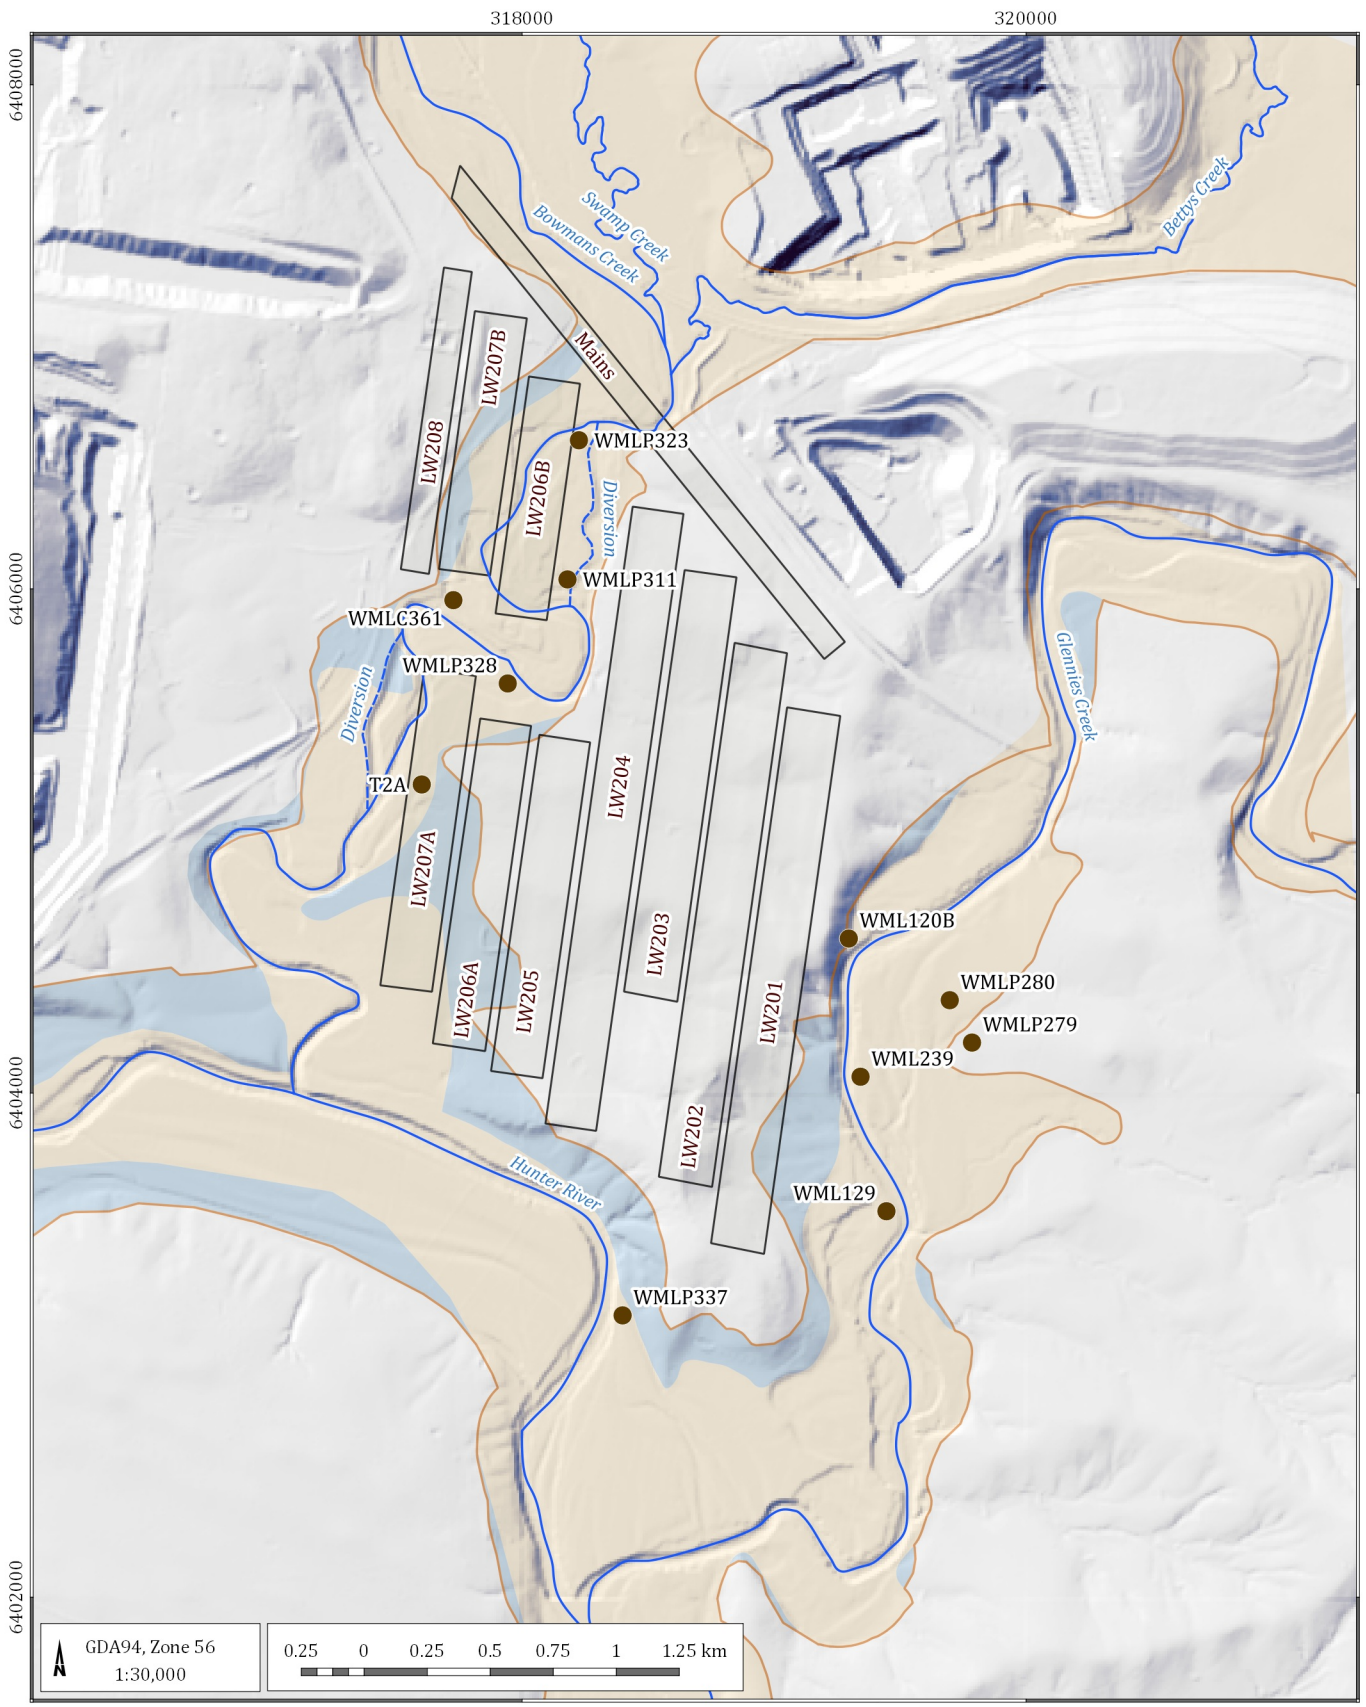 318000
320000
6408000
Swamp Creek
Bowmans Creek
Bettys Creek
Mains
LW207B
LW208
WMLP323
LW206B
Diversion
6406000
WMLP311
WMLC361
WMLP328
Glennies Creek
Diversion
T2A
LW204
LW207A
WML120B
LW203
WMLP280
LW206A
LW205
LW201
WMLP279
6404000
WML239
LW202
Hunter River
WML129
WMLP337
6402000
N
GDA94, Zone 56
1:30,000
0.25 0 0.25 0.5 0.75 1 1.25 km